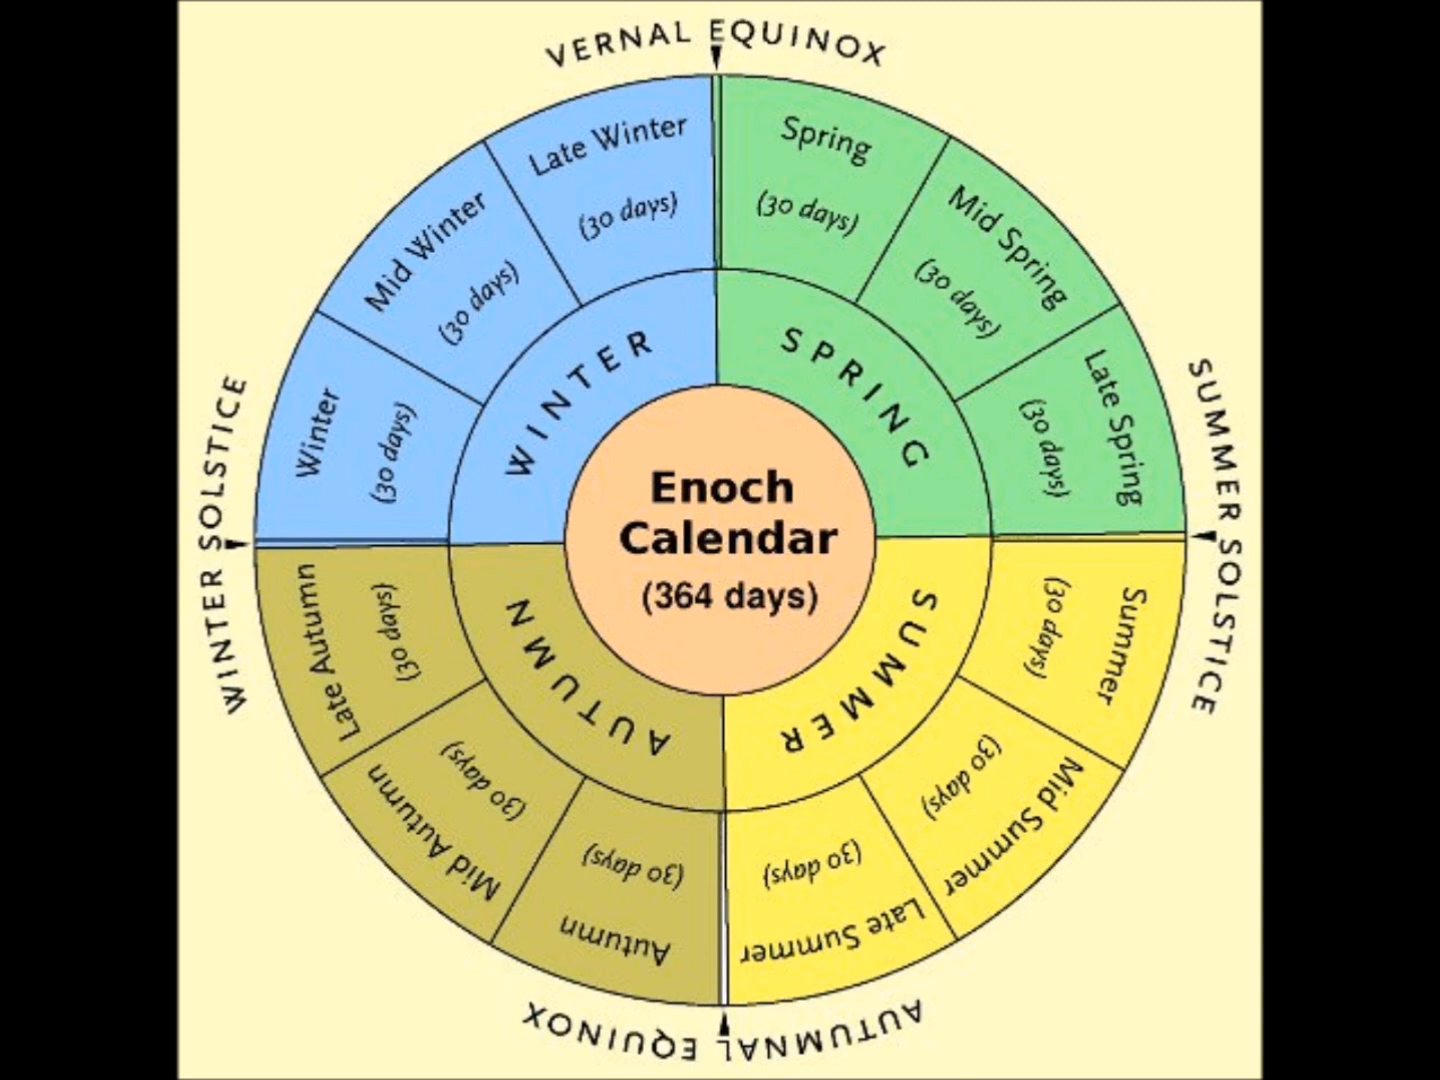 VERNAL EQUINOX
Spring
(30 days)
Mid Spring
(30 days)
Late Spring
(30 days)
SUMMER SOLSTICE
Summer
(30 days)
Mid Summer
(30 days)
Late Summer
(30 days)
AUTUMNAL EQUINOX
Autumn
(30 days)
Mid Autumn
(30 days)
Late Autumn
(30 days)
WINTER SOLSTICE
Winter
(30 days)
Mid Winter
(30 days)
Late Winter
(30 days)
SPRING
SUMMER
AUTUMN
WINTER
Enoch
Calendar
(364 days)